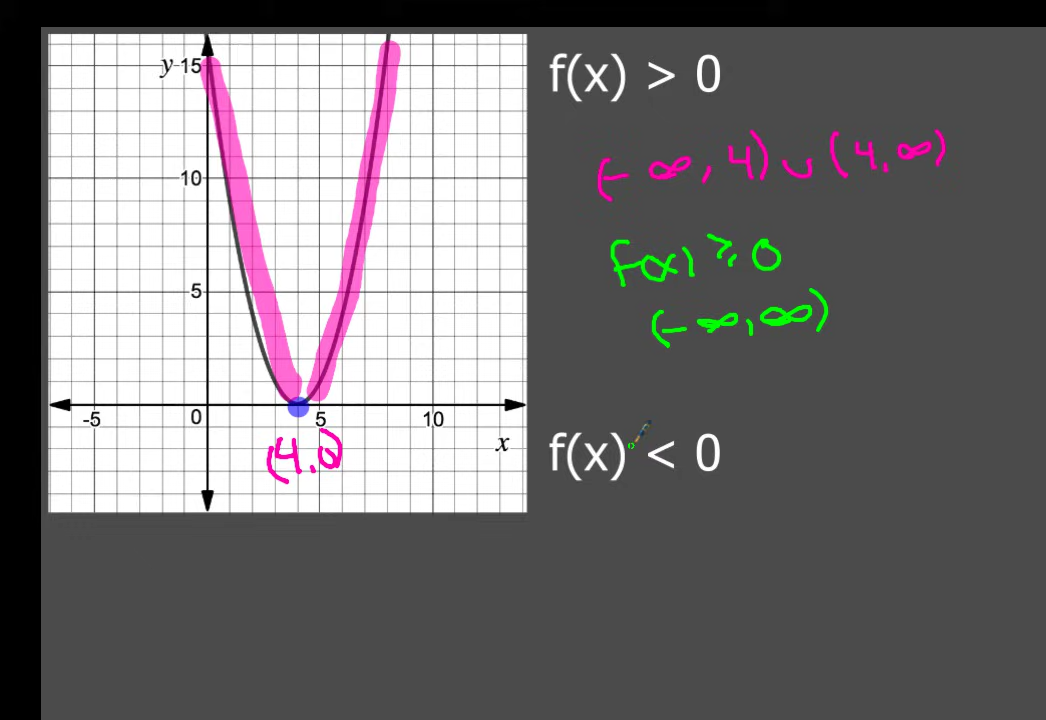 f(x) > 0
(-∞, 4) ∪ (4, ∞)
f(x) ≥ 0
(-∞, ∞)
f(x) < 0
y 15
10
5
-5 0 5 10
x
(4, 0)